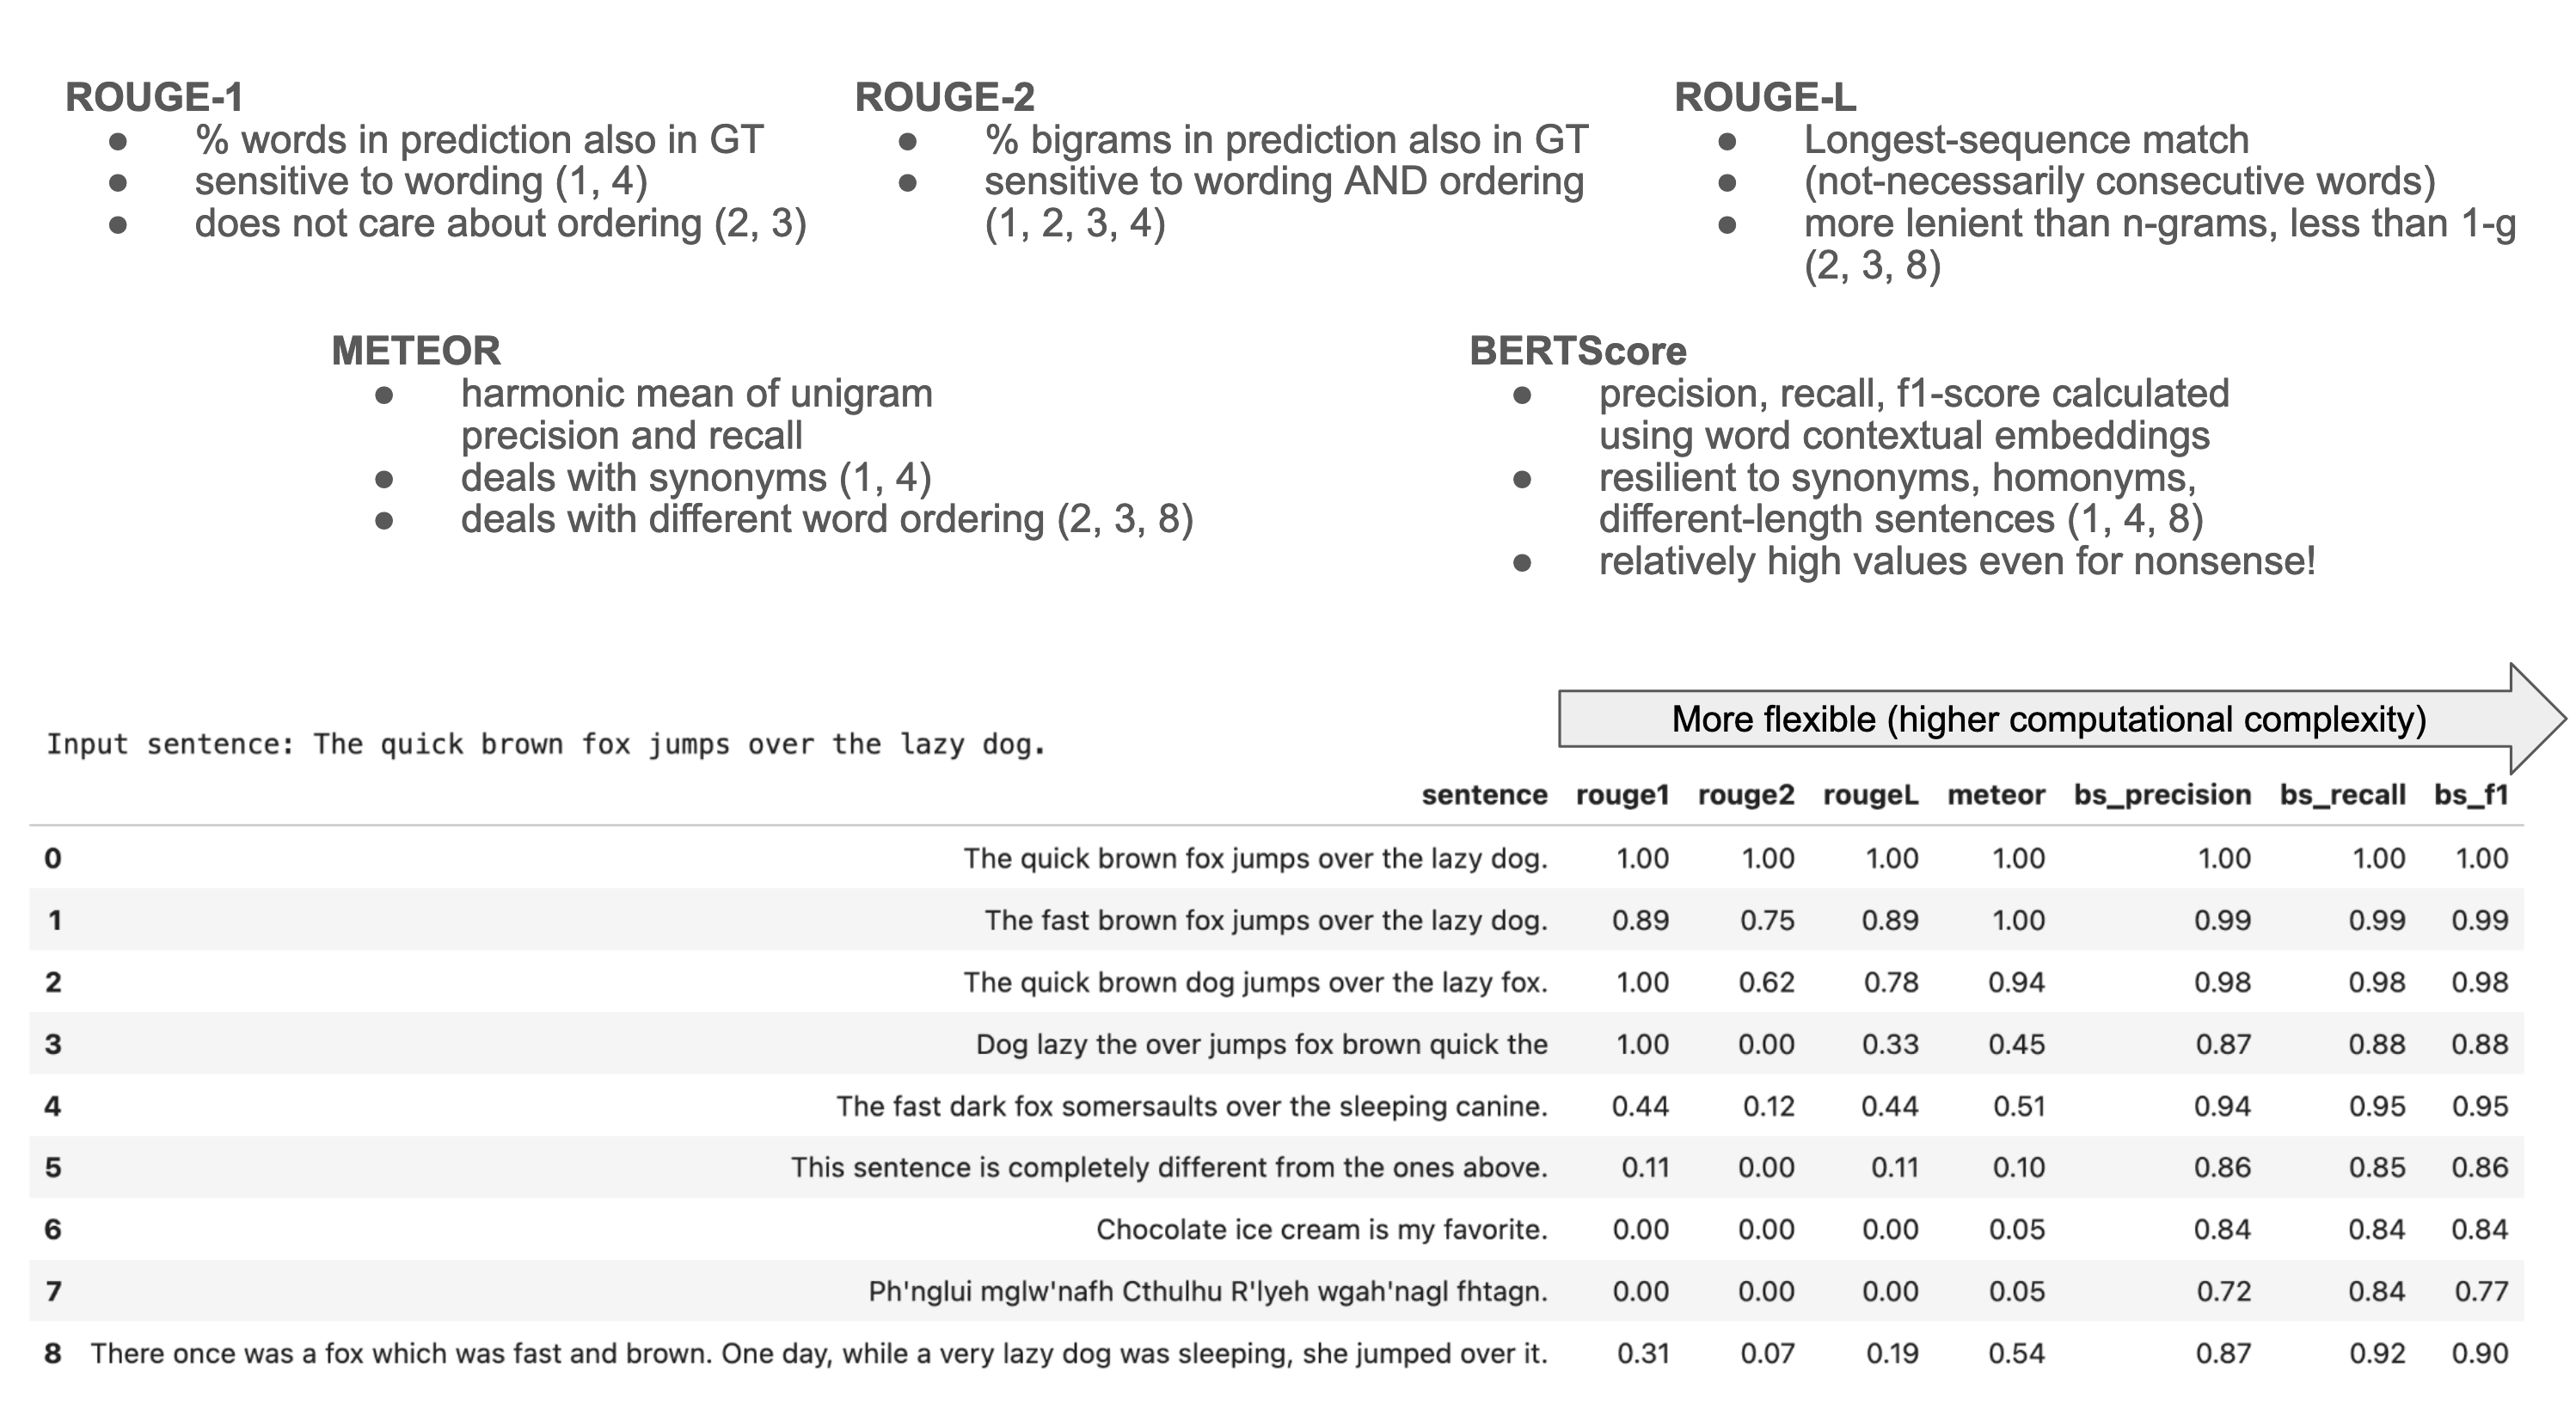 ROUGE-1
● % words in prediction also in GT
● sensitive to wording (1, 4)
● does not care about ordering (2, 3)
ROUGE-2
● % bigrams in prediction also in GT
● sensitive to wording AND ordering
(1, 2, 3, 4)
ROUGE-L
● Longest-sequence match
● (not-necessarily consecutive words)
● more lenient than n-grams, less than 1-g
(2, 3, 8)
METEOR
● harmonic mean of unigram
precision and recall
● deals with synonyms (1, 4)
● deals with different word ordering (2, 3, 8)
BERTScore
● precision, recall, f1-score calculated
using word contextual embeddings
● resilient to synonyms, homonyms,
different-length sentences (1, 4, 8)
● relatively high values even for nonsense!
More flexible (higher computational complexity)
Input sentence: The quick brown fox jumps over the lazy dog.
sentence rouge1 rouge2 rougeL meteor bs_precision bs_recall bs_f1
0 The quick brown fox jumps over the lazy dog. 1.00 1.00 1.00 1.00 1.00 1.00 1.00
1 The fast brown fox jumps over the lazy dog. 0.89 0.75 0.89 1.00 0.99 0.99 0.99
2 The quick brown dog jumps over the lazy fox. 1.00 0.62 0.78 0.94 0.98 0.98 0.98
3 Dog lazy the over jumps fox brown quick the 1.00 0.00 0.33 0.45 0.87 0.88 0.88
4 The fast dark fox somersaults over the sleeping canine. 0.44 0.12 0.44 0.51 0.94 0.95 0.95
5 This sentence is completely different from the ones above. 0.11 0.00 0.11 0.10 0.86 0.85 0.86
6 Chocolate ice cream is my favorite. 0.00 0.00 0.00 0.05 0.84 0.84 0.84
7 Ph'nglui mglw'nafh Cthulhu R'lyeh wgah'nagl fhtagn. 0.00 0.00 0.00 0.05 0.72 0.84 0.77
8 There once was a fox which was fast and brown. One day, while a very lazy dog was sleeping, she jumped over it. 0.31 0.07 0.19 0.54 0.87 0.92 0.90